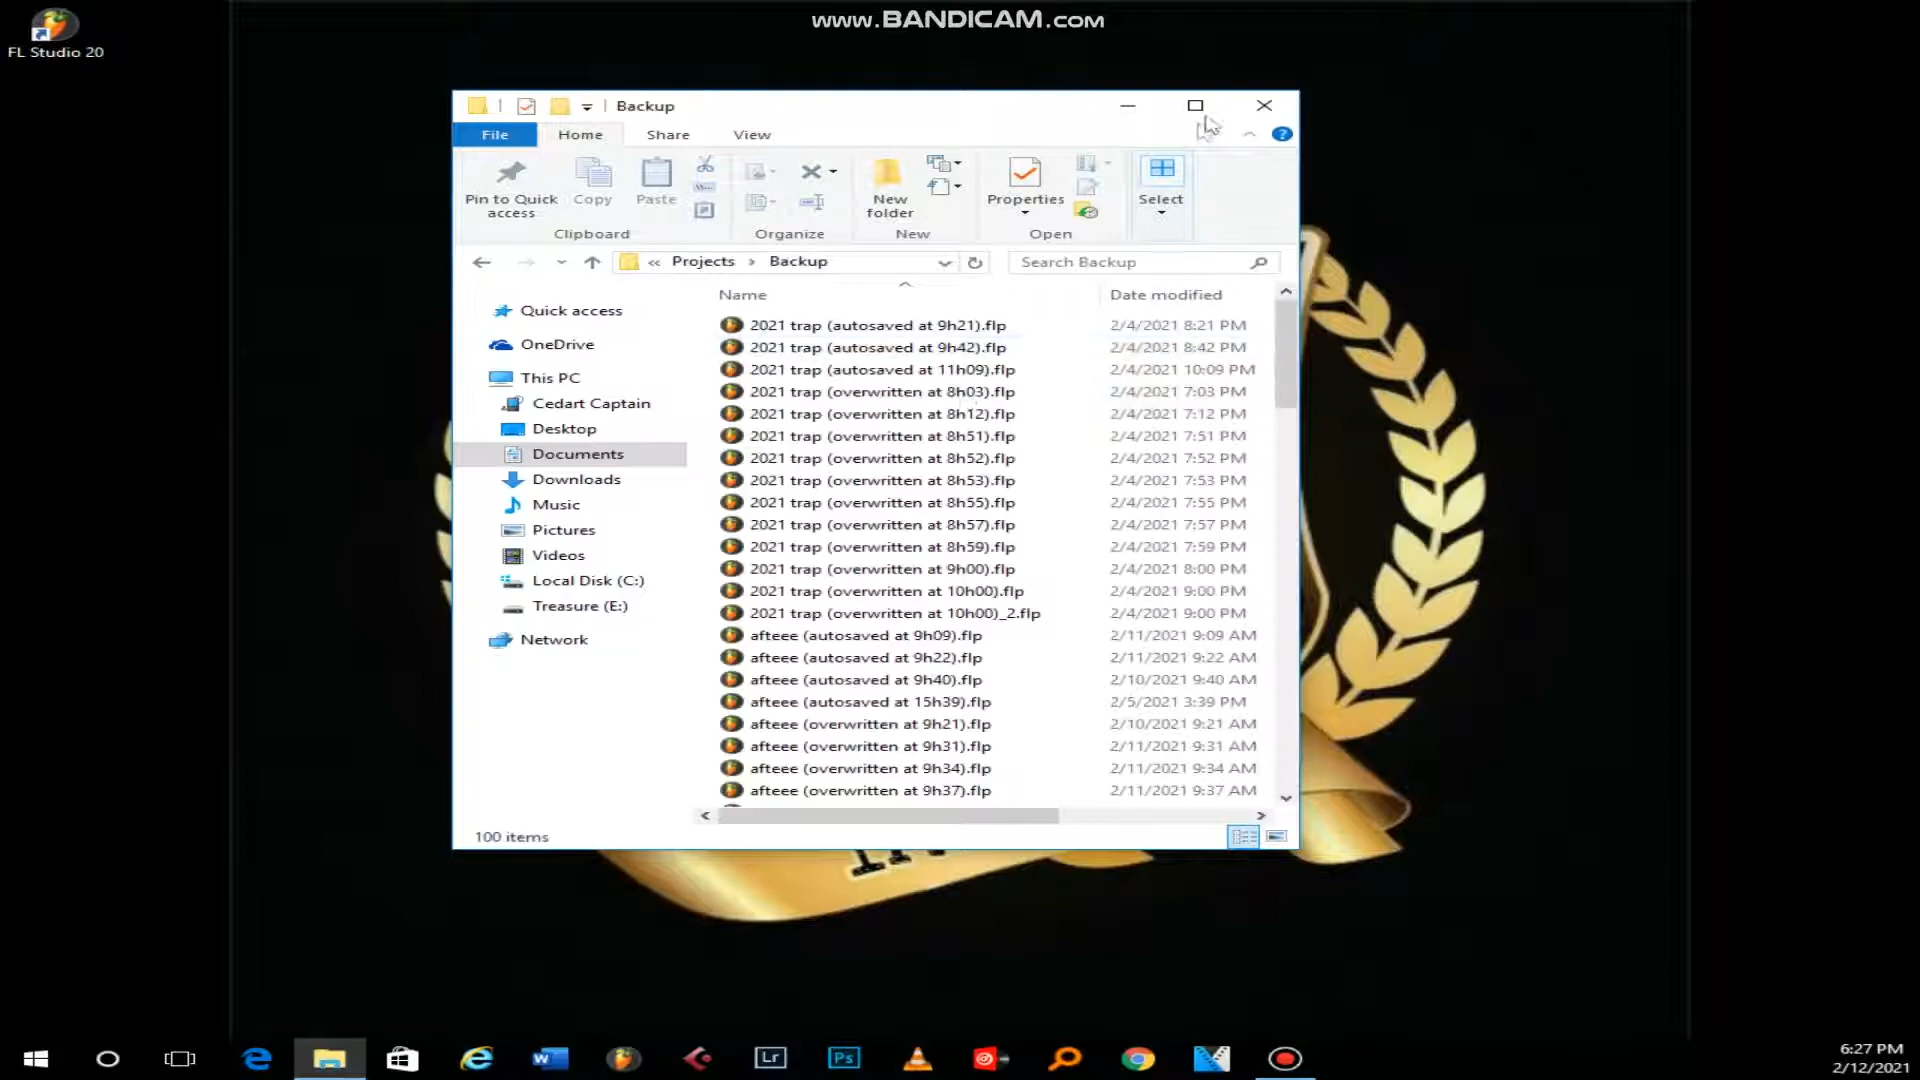 www.BANDICAM.com
FL Studio 20
Backup
File Home Share View
Pin to Quick access
Copy
Paste
New folder
Properties
Select
Clipboard Organize New Open
« Projects › Backup
Search Backup
Name Date modified
Quick access
OneDrive
This PC
Cedart Captain
Desktop
Documents
Downloads
Music
Pictures
Videos
Local Disk (C:)
Treasure (E:)
Network
2021 trap (autosaved at 9h21).flp 2/4/2021 8:21 PM
2021 trap (autosaved at 9h42).flp 2/4/2021 8:42 PM
2021 trap (autosaved at 11h09).flp 2/4/2021 10:09 PM
2021 trap (overwritten at 8h03).flp 2/4/2021 7:03 PM
2021 trap (overwritten at 8h12).flp 2/4/2021 7:12 PM
2021 trap (overwritten at 8h51).flp 2/4/2021 7:51 PM
2021 trap (overwritten at 8h52).flp 2/4/2021 7:52 PM
2021 trap (overwritten at 8h53).flp 2/4/2021 7:53 PM
2021 trap (overwritten at 8h55).flp 2/4/2021 7:55 PM
2021 trap (overwritten at 8h57).flp 2/4/2021 7:57 PM
2021 trap (overwritten at 8h59).flp 2/4/2021 7:59 PM
2021 trap (overwritten at 9h00).flp 2/4/2021 8:00 PM
2021 trap (overwritten at 10h00).flp 2/4/2021 9:00 PM
2021 trap (overwritten at 10h00)_2.flp 2/4/2021 9:00 PM
afteee (autosaved at 9h09).flp 2/11/2021 9:09 AM
afteee (autosaved at 9h22).flp 2/11/2021 9:22 AM
afteee (autosaved at 9h40).flp 2/10/2021 9:40 AM
afteee (autosaved at 15h39).flp 2/5/2021 3:39 PM
afteee (overwritten at 9h21).flp 2/10/2021 9:21 AM
afteee (overwritten at 9h31).flp 2/11/2021 9:31 AM
afteee (overwritten at 9h34).flp 2/11/2021 9:34 AM
afteee (overwritten at 9h37).flp 2/11/2021 9:37 AM
100 items
Lr
Ps
6:27 PM
2/12/2021